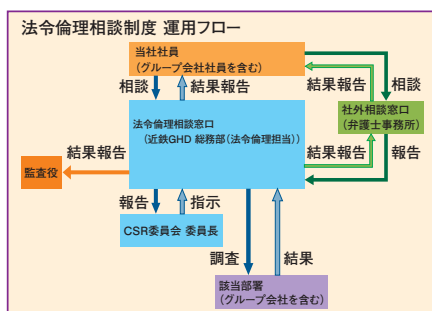 法令倫理相談制度 運用フロー
当社社員
(グループ会社社員を含む)
相談
結果報告
結果報告
相談
社外相談窓口
(弁護士事務所)
法令倫理相談窓口
(近鉄GHD 総務部(法令倫理担当))
結果報告
監査役
結果報告
報告
報告
指示
CSR委員会 委員長
調査
結果
該当部署
(グループ会社を含む)